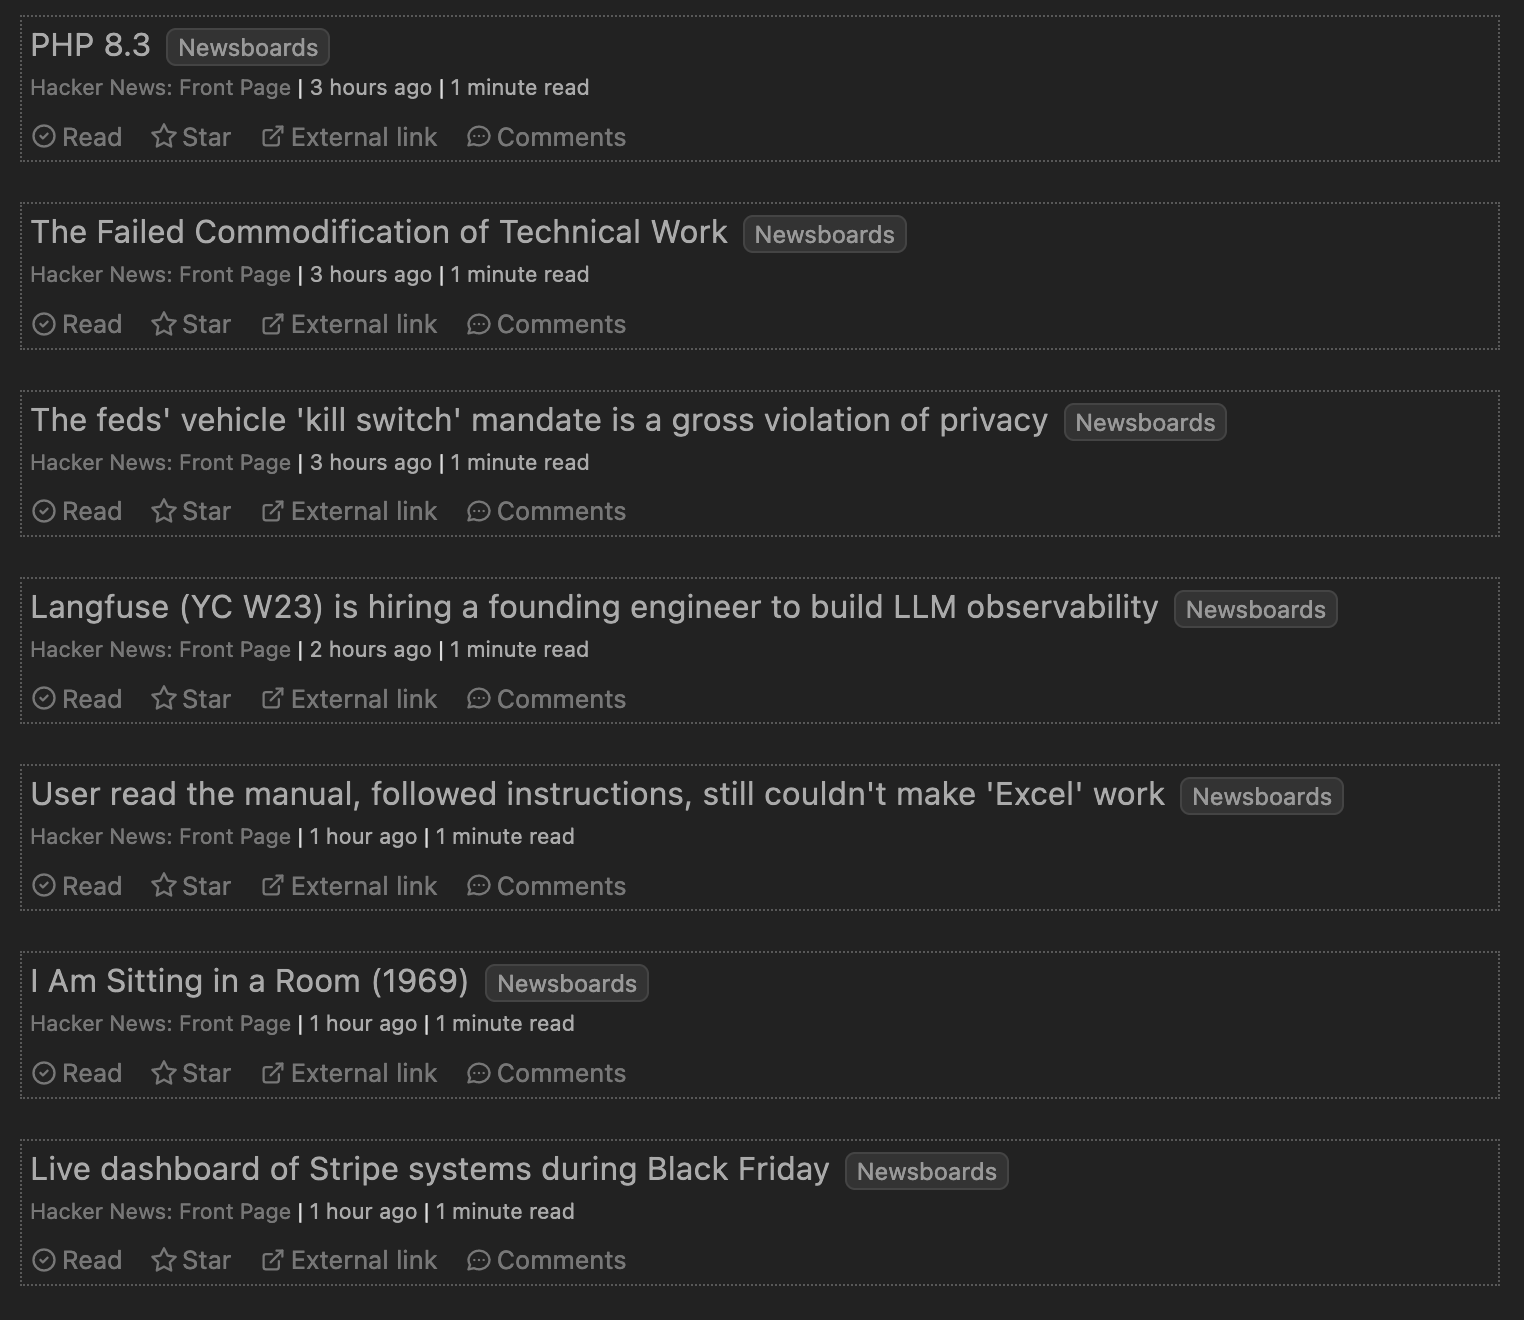 PHP 8.3 Newsboards
Hacker News: Front Page | 3 hours ago | 1 minute read
Read Star External link Comments
The Failed Commodification of Technical Work Newsboards
Hacker News: Front Page | 3 hours ago | 1 minute read
Read Star External link Comments
The feds' vehicle 'kill switch' mandate is a gross violation of privacy Newsboards
Hacker News: Front Page | 3 hours ago | 1 minute read
Read Star External link Comments
Langfuse (YC W23) is hiring a founding engineer to build LLM observability Newsboards
Hacker News: Front Page | 2 hours ago | 1 minute read
Read Star External link Comments
User read the manual, followed instructions, still couldn't make 'Excel' work Newsboards
Hacker News: Front Page | 1 hour ago | 1 minute read
Read Star External link Comments
I Am Sitting in a Room (1969) Newsboards
Hacker News: Front Page | 1 hour ago | 1 minute read
Read Star External link Comments
Live dashboard of Stripe systems during Black Friday Newsboards
Hacker News: Front Page | 1 hour ago | 1 minute read
Read Star External link Comments